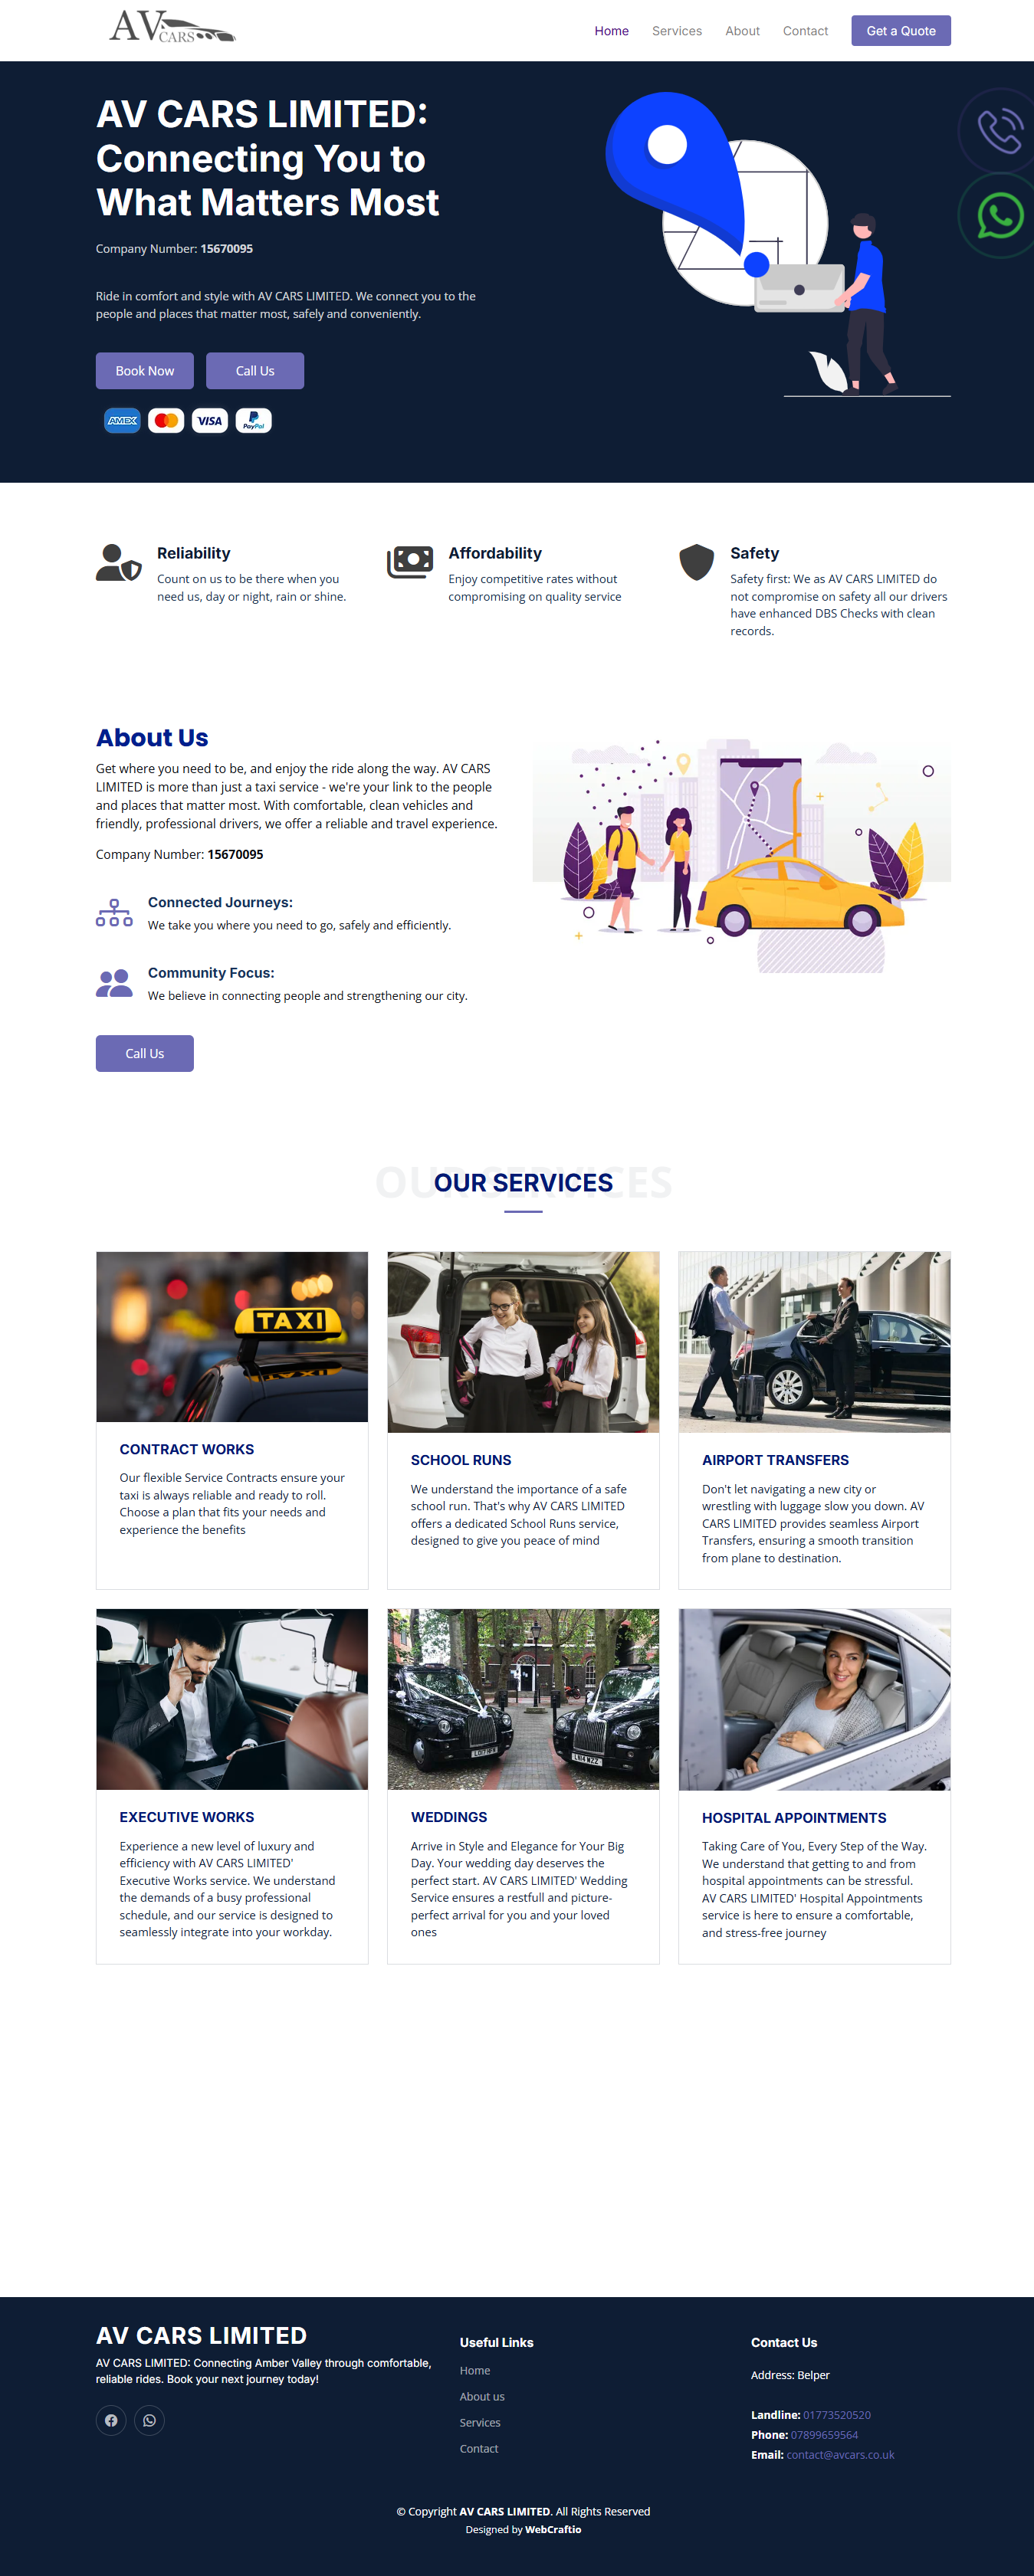 AV CARS
Home
Services
About
Contact
Get a Quote
AV CARS LIMITED:
Connecting You to
What Matters Most
Company Number: 15670095
Ride in comfort and style with AV CARS LIMITED. We connect you to the
people and places that matter most, safely and conveniently.
Book Now
Call Us
AMEX
VISA
PayPal
Reliability
Count on us to be there when you
need us, day or night, rain or shine.
Affordability
Enjoy competitive rates without
compromising on quality service
Safety
Safety first: We as AV CARS LIMITED do
not compromise on safety all our drivers
have enhanced DBS Checks with clean
records.
About Us
Get where you need to be, and enjoy the ride along the way. AV CARS
LIMITED is more than just a taxi service - we're your link to the people
and places that matter most. With comfortable, clean vehicles and
friendly, professional drivers, we offer a reliable and travel experience.
Company Number: 15670095
Connected Journeys:
We take you where you need to go, safely and efficiently.
Community Focus:
We believe in connecting people and strengthening our city.
Call Us
OUR SERVICES
OUR SERVICES
TAXI
CONTRACT WORKS
Our flexible Service Contracts ensure your
taxi is always reliable and ready to roll.
Choose a plan that fits your needs and
experience the benefits
SCHOOL RUNS
We understand the importance of a safe
school run. That's why AV CARS LIMITED
offers a dedicated School Runs service,
designed to give you peace of mind
AIRPORT TRANSFERS
Don't let navigating a new city or
wrestling with luggage slow you down. AV
CARS LIMITED provides seamless Airport
Transfers, ensuring a smooth transition
from plane to destination.
EXECUTIVE WORKS
Experience a new level of luxury and
efficiency with AV CARS LIMITED'
Executive Works service. We understand
the demands of a busy professional
schedule, and our service is designed to
seamlessly integrate into your workday.
WEDDINGS
Arrive in Style and Elegance for Your Big
Day. Your wedding day deserves the
perfect start. AV CARS LIMITED' Wedding
Service ensures a restfull and picture-
perfect arrival for you and your loved
ones
HOSPITAL APPOINTMENTS
Taking Care of You, Every Step of the Way.
We understand that getting to and from
hospital appointments can be stressful.
AV CARS LIMITED' Hospital Appointments
service is here to ensure a comfortable,
and stress-free journey
AV CARS LIMITED
AV CARS LIMITED: Connecting Amber Valley through comfortable,
reliable rides. Book your next journey today!
Useful Links
Home
About us
Services
Contact
Contact Us
Address: Belper
Landline: 01773520520
Phone: 07899659564
Email: contact@avcars.co.uk
© Copyright AV CARS LIMITED. All Rights Reserved
Designed by WebCraftio